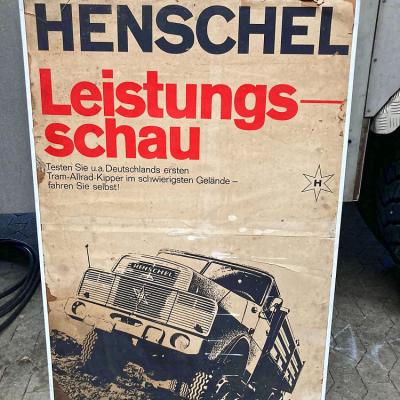 HENSCHEL
Leistungs-
schau
Testen Sie u.a. Deutschlands ersten
Tram-Allrad-Kipper im schwierigsten Gelände –
fahren Sie selbst!
H
HENSCHEL